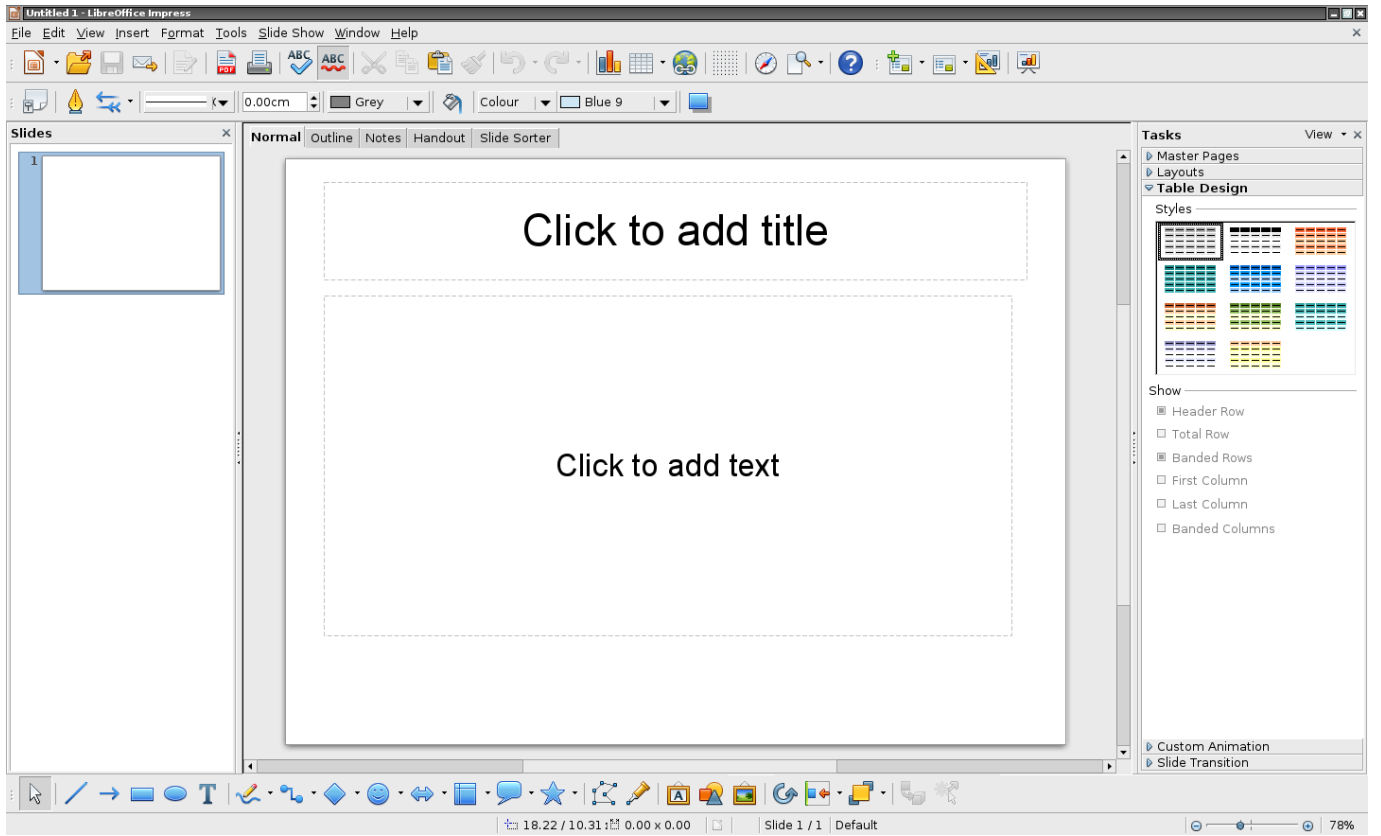 Untitled 1 - LibreOffice Impress
File Edit View Insert Format Tools Slide Show Window Help
PDF ABC ABC
0.00cm Grey Colour Blue 9
Slides
1
Normal Outline Notes Handout Slide Sorter
Click to add title
Click to add text
Tasks View
Master Pages
Layouts
Table Design
Styles
Show
Header Row
Total Row
Banded Rows
First Column
Last Column
Banded Columns
Custom Animation
Slide Transition
T A
18.22 / 10.31 0.00 x 0.00 Slide 1 / 1 Default 78%